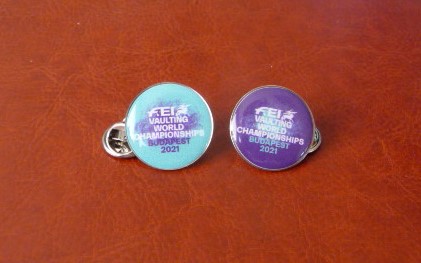 FEI
VAULTING
WORLD
CHAMPIONSHIPS
BUDAPEST
2021
FEI
VAULTING
WORLD
CHAMPIONSHIPS
BUDAPEST
2021